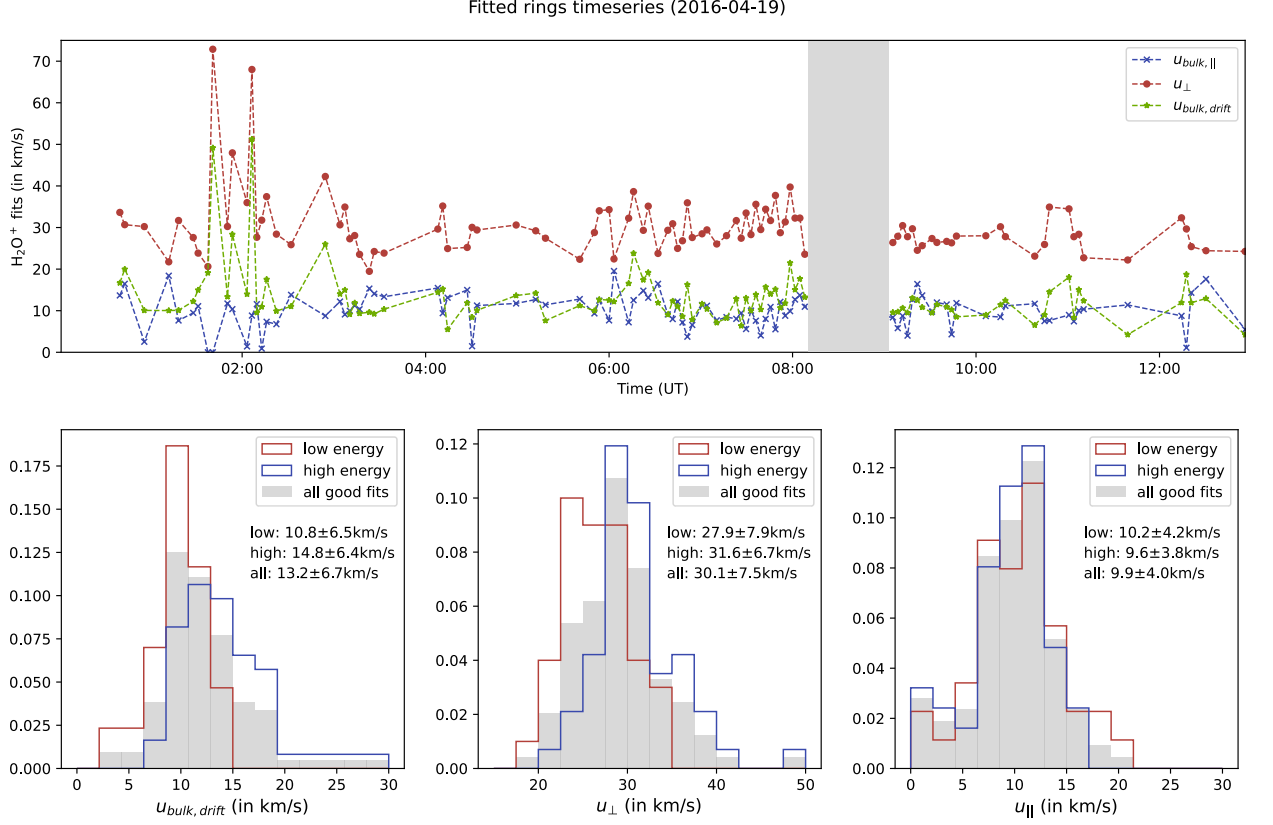 Fitted rings timeseries (2016-04-19)
H₂O⁺ fits (in km/s)
70
60
50
40
30
20
10
0
u_{bulk,∥}
u_⊥
u_{bulk,drift}
02:00 04:00 06:00 08:00 10:00 12:00
Time (UT)
0.175
0.150
0.125
0.100
0.075
0.050
0.025
0.000
low energy
high energy
all good fits
low: 10.8±6.5km/s
high: 14.8±6.4km/s
all: 13.2±6.7km/s
0 5 10 15 20 25 30
u_{bulk,drift} (in km/s)
0.12
0.10
0.08
0.06
0.04
0.02
0.00
low energy
high energy
all good fits
low: 27.9±7.9km/s
high: 31.6±6.7km/s
all: 30.1±7.5km/s
20 30 40 50
u_⊥ (in km/s)
0.12
0.10
0.08
0.06
0.04
0.02
0.00
low energy
high energy
all good fits
low: 10.2±4.2km/s
high: 9.6±3.8km/s
all: 9.9±4.0km/s
0 5 10 15 20 25 30
u_∥ (in km/s)